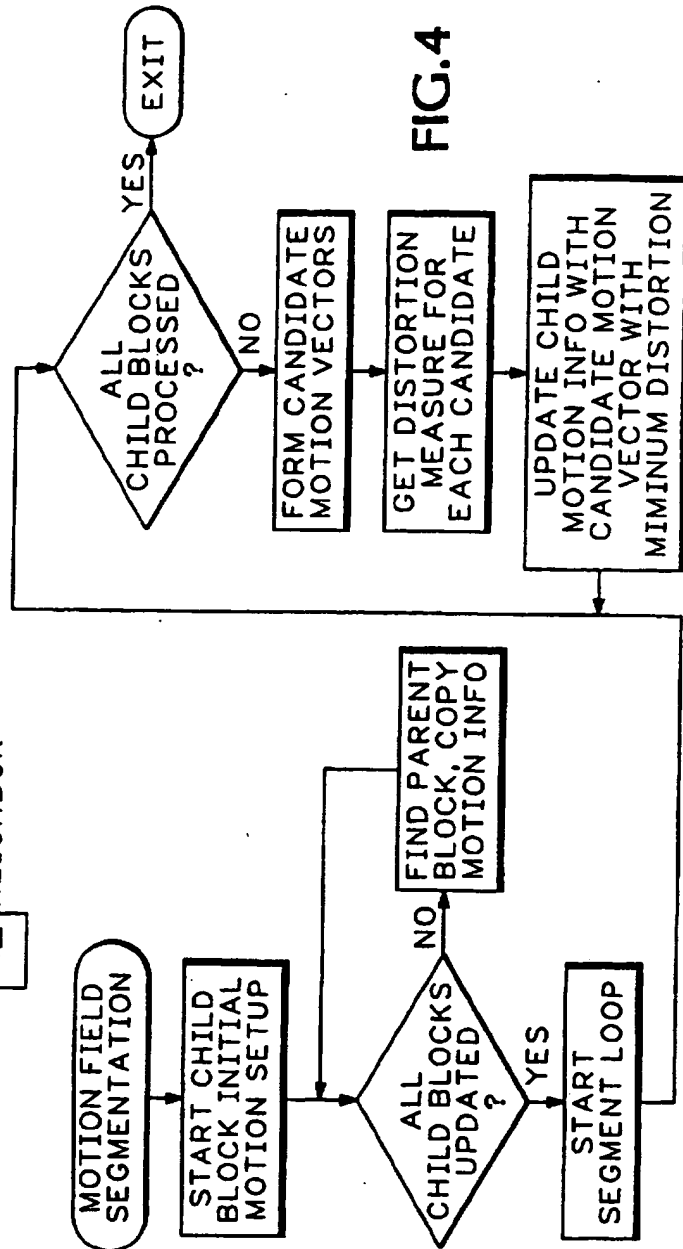 MOTION FIELD
SEGMENTATION
START CHILD
BLOCK INITIAL
MOTION SETUP
ALL
CHILD BLOCKS
UPDATED
?
NO
FIND PARENT
BLOCK, COPY
MOTION INFO
YES
START
SEGMENT LOOP
ALL
CHILD BLOCKS
PROCESSED
?
YES
EXIT
NO
FORM CANDIDATE
MOTION VECTORS
GET DISTORTION
MEASURE FOR
EACH CANDIDATE
UPDATE CHILD
MOTION INFO WITH
CANDIDATE MOTION
VECTOR WITH
MIMINUM DISTORTION
FIG.4